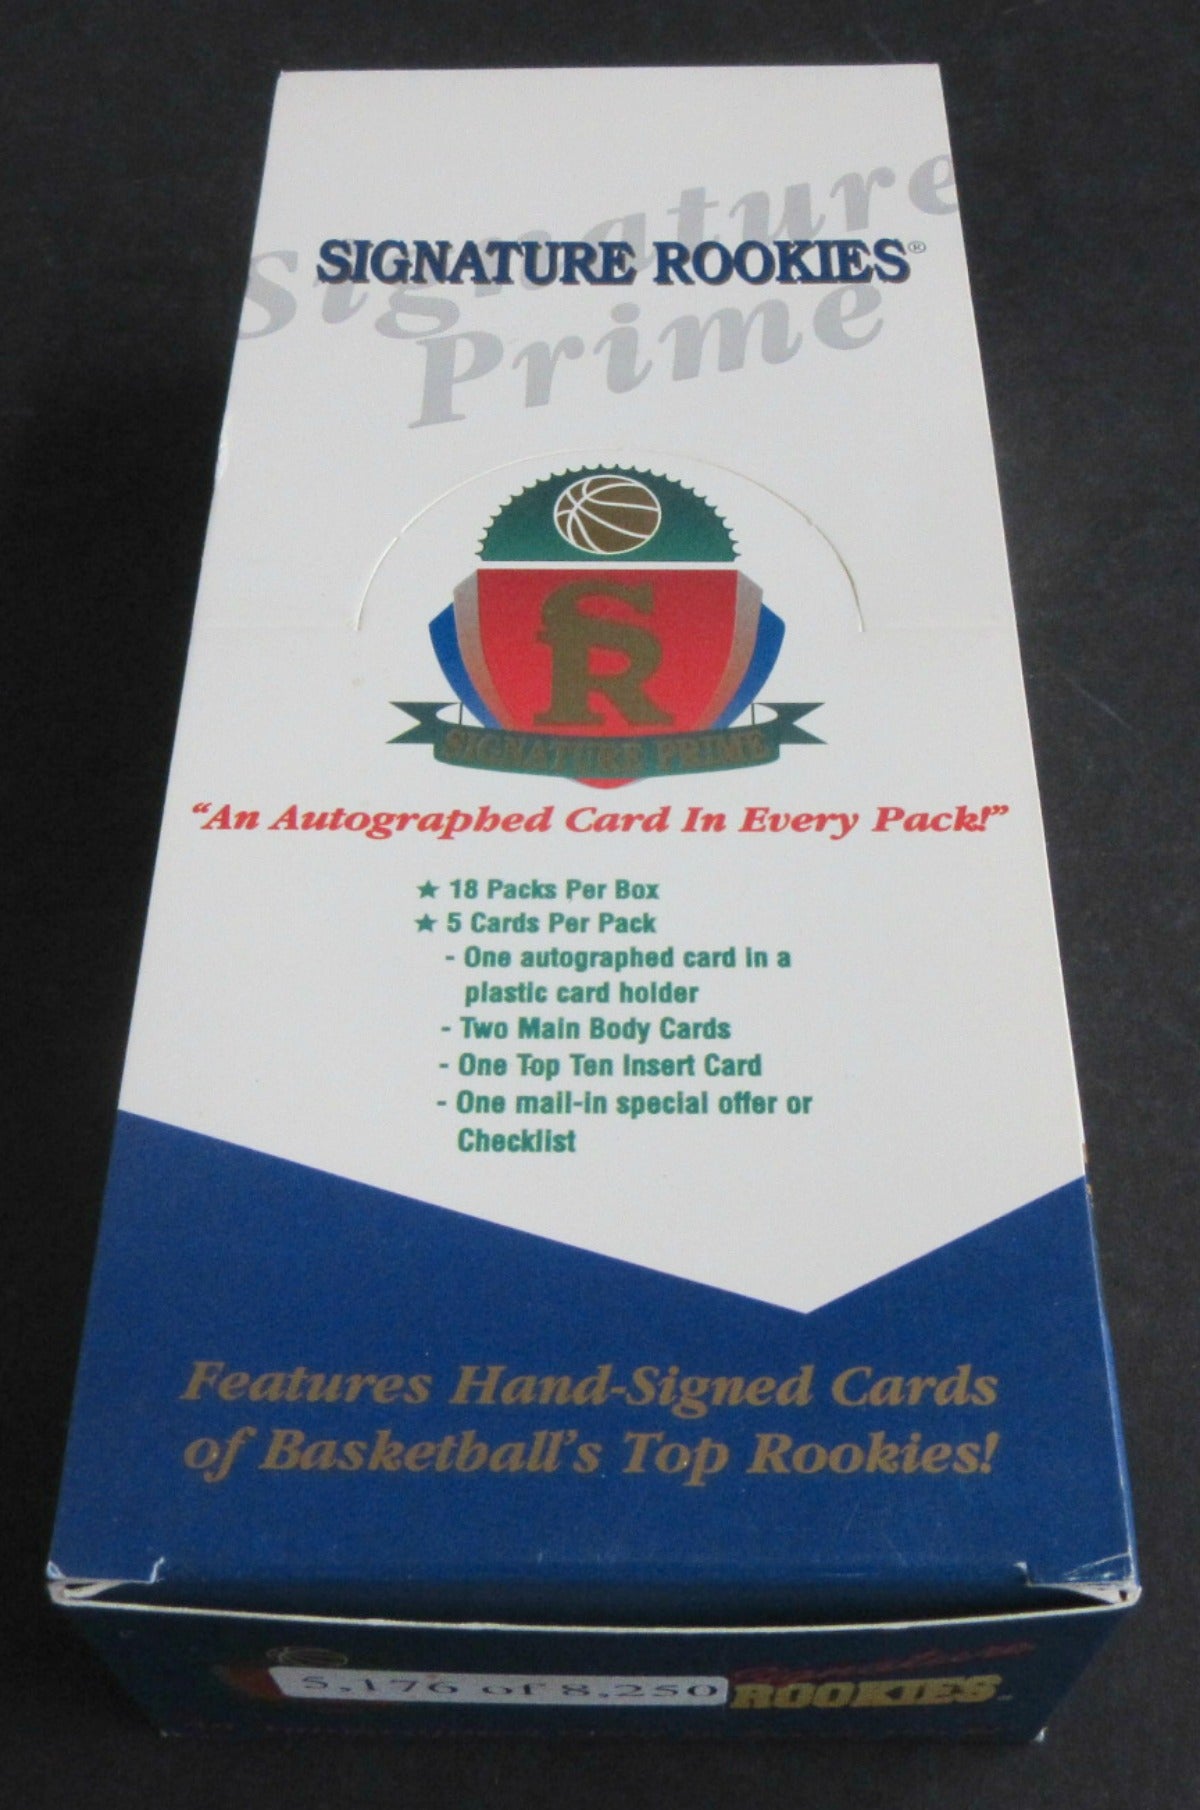 Signature
SIGNATURE ROOKIES®
Prime
SR
SIGNATURE PRIME
“An Autographed Card In Every Pack!”
★ 18 Packs Per Box
★ 5 Cards Per Pack
- One autographed card in a
plastic card holder
- Two Main Body Cards
- One Top Ten Insert Card
- One mail-in special offer or
Checklist
Features Hand-Signed Cards
of Basketball's Top Rookies!
Signature
5,176 of 8,250
ROOKIES